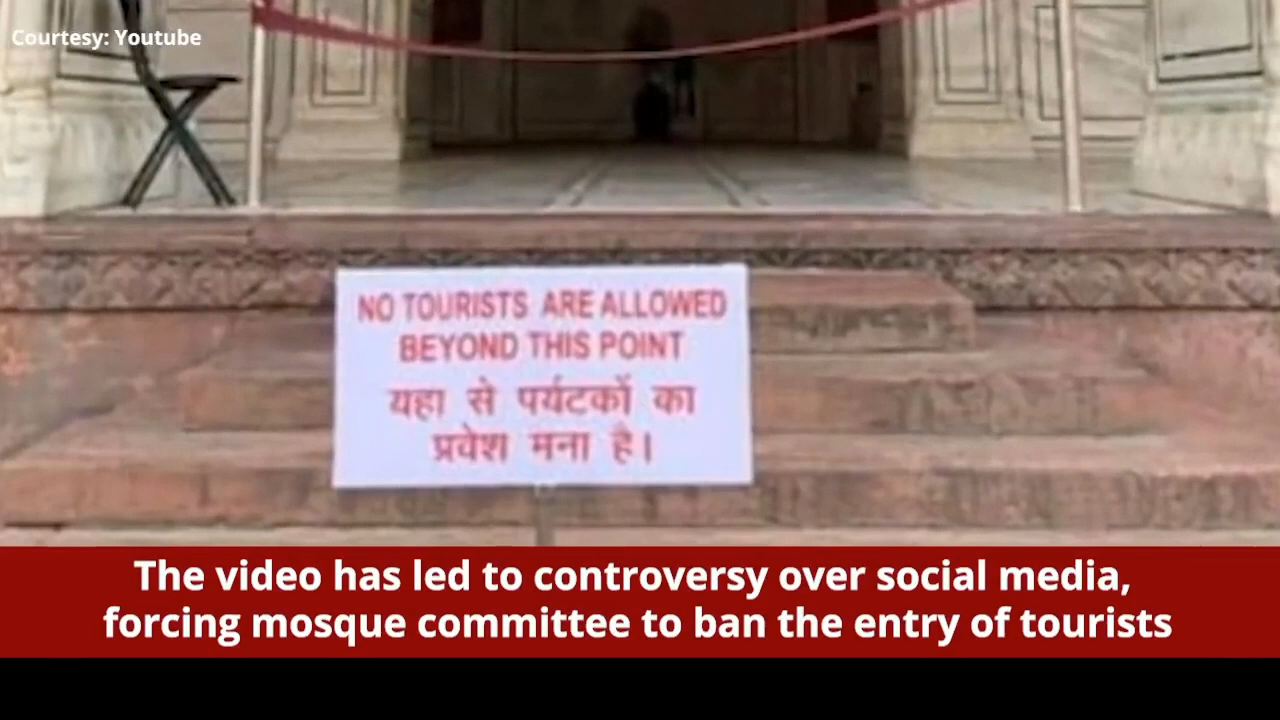 Courtesy: Youtube
NO TOURISTS ARE ALLOWED
BEYOND THIS POINT
यहा से पर्यटकों का
प्रवेश मना है।
The video has led to controversy over social media,
forcing mosque committee to ban the entry of tourists